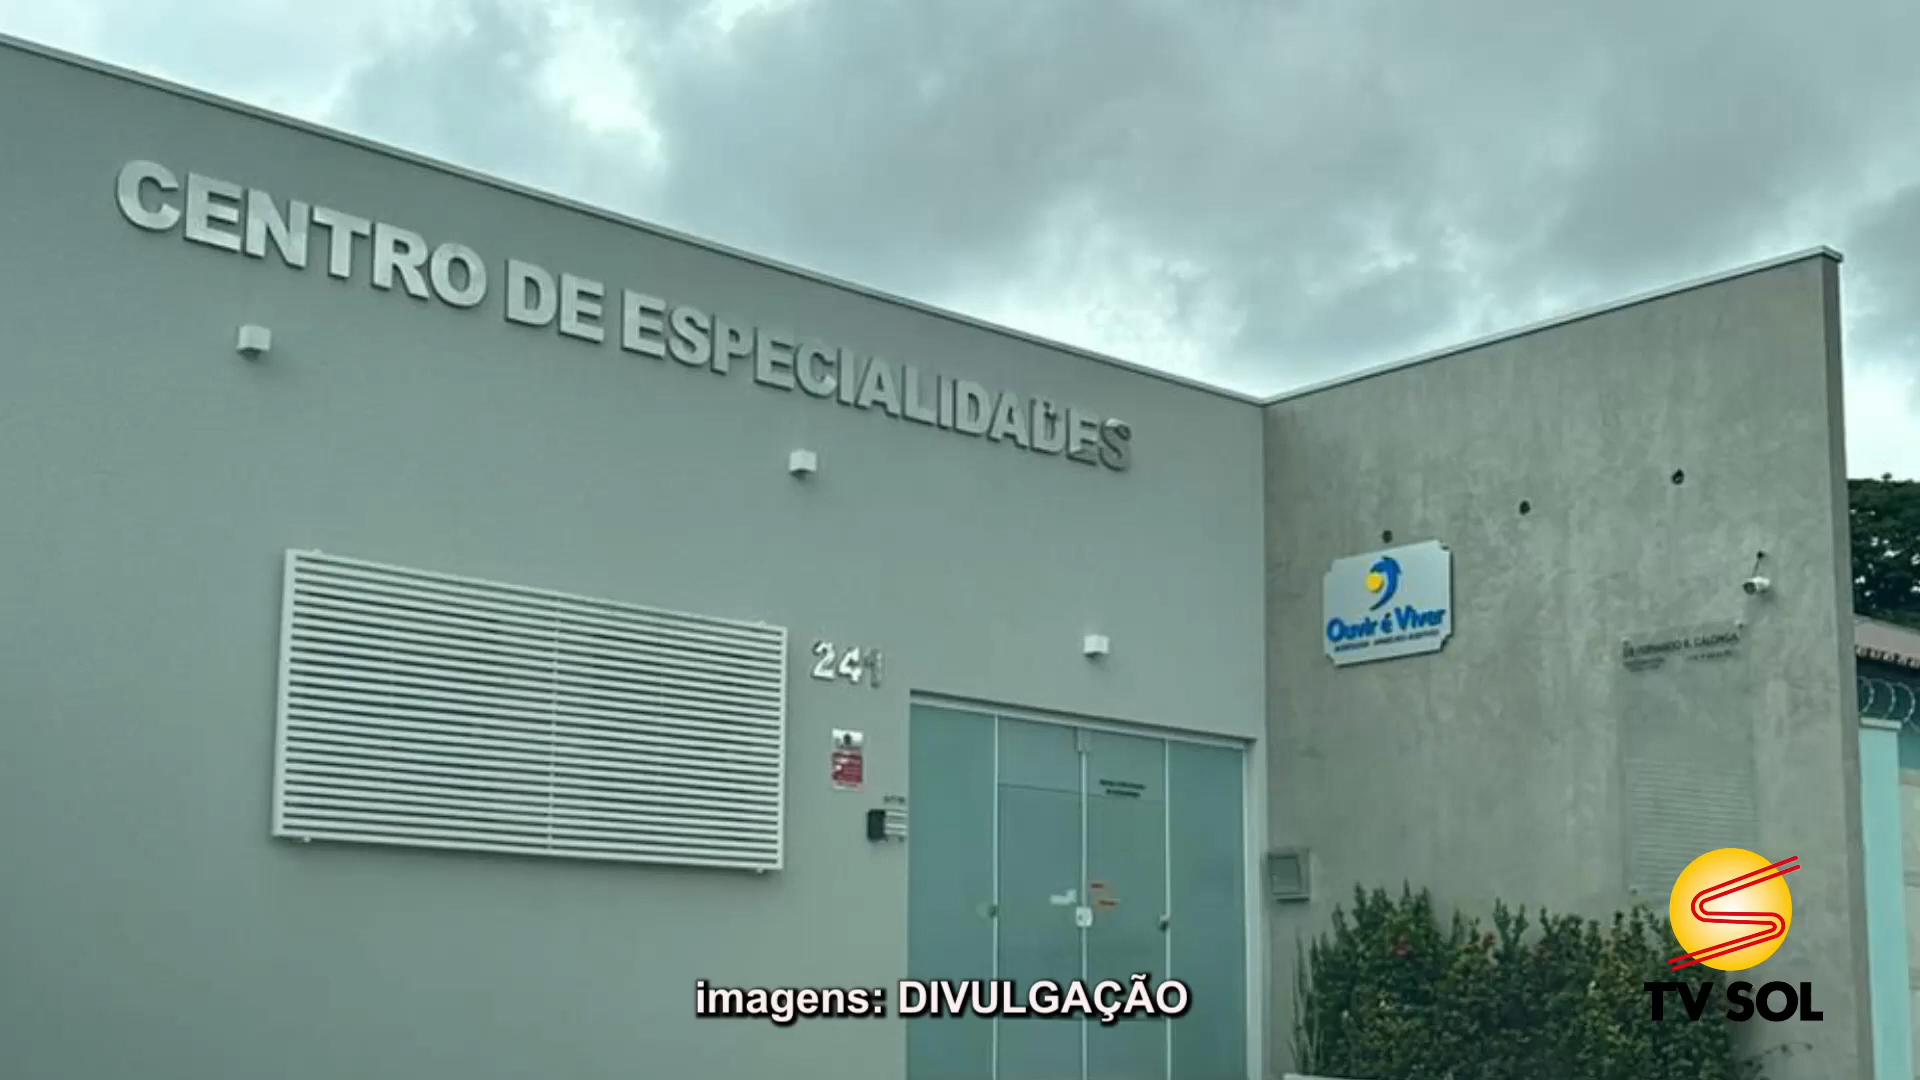 CENTRO DE ESPECIALIDADES
241
Ouvir é Viver
imagens: DIVULGAÇÃO
TV SOL